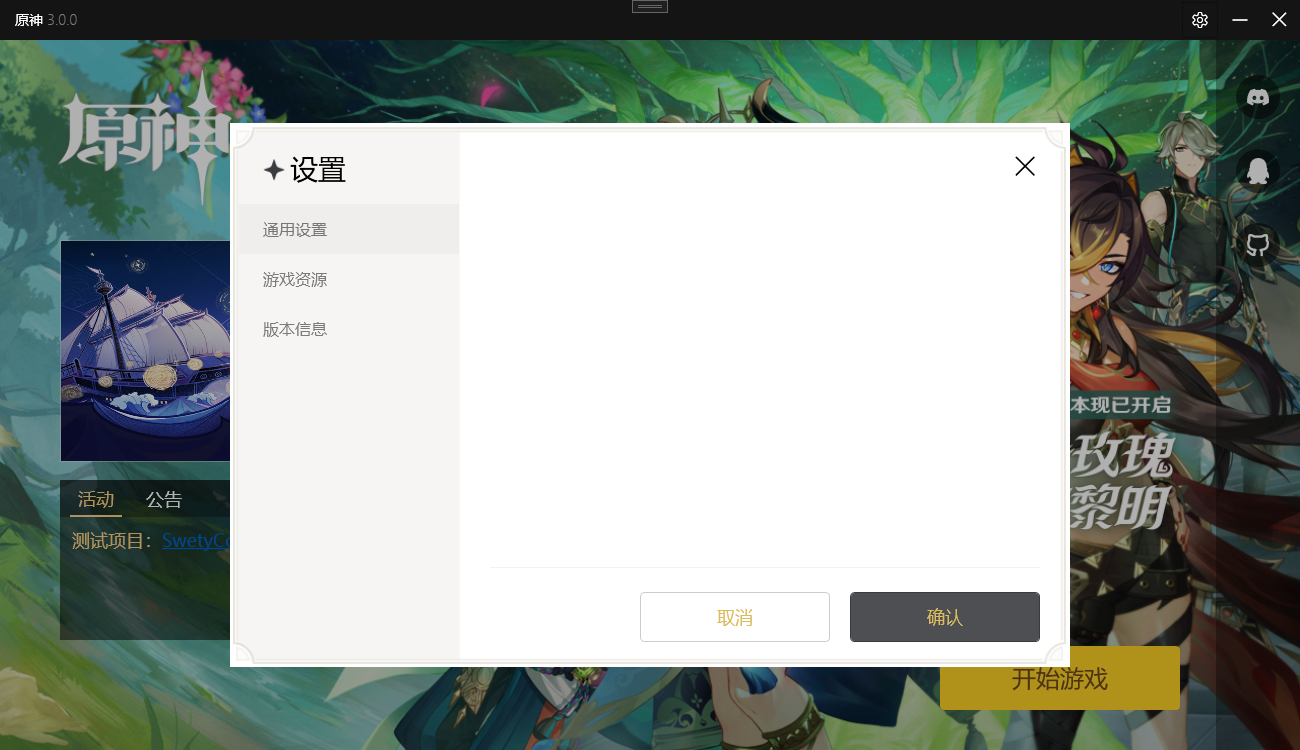 原神 3.0.0
原神
设置
通用设置
游戏资源
版本信息
活动 公告
测试项目：SwetyCo
本现已开启
玫瑰
黎明
取消 确认
开始游戏